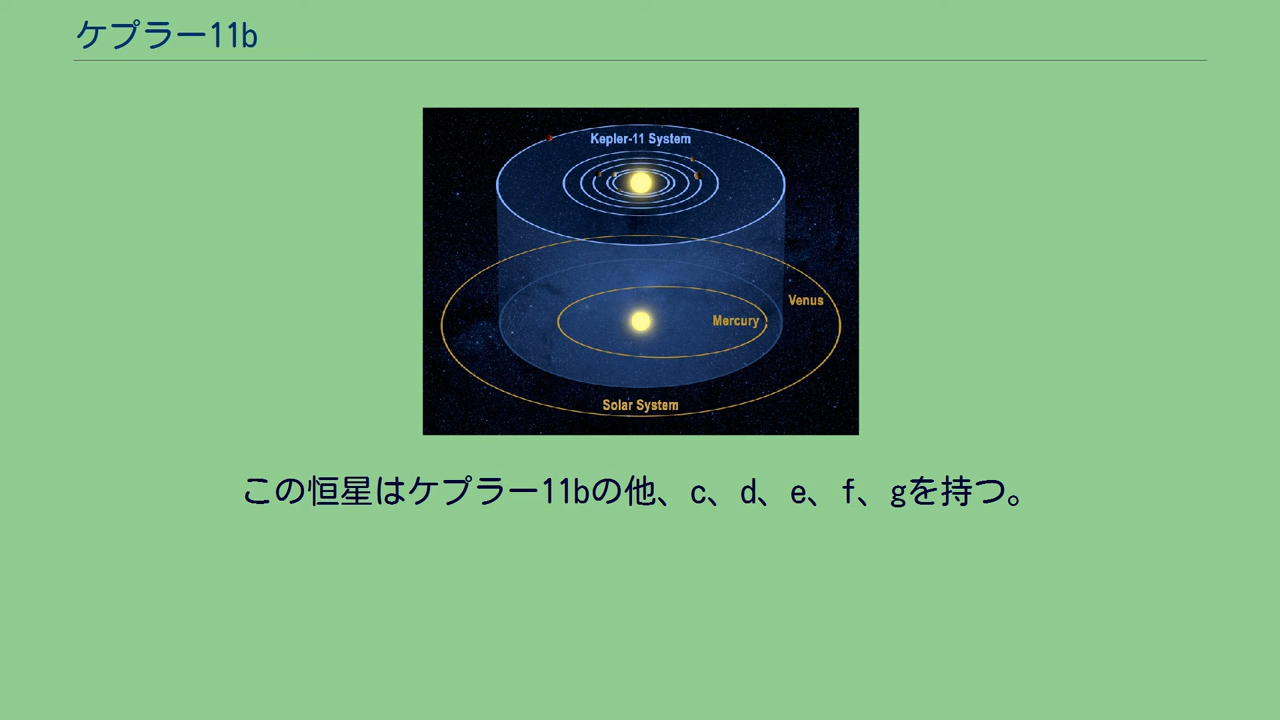 ケプラー11b
Kepler-11 System
Venus
Mercury
Solar System
この恒星はケプラー11bの他、c、d、e、f、gを持つ。